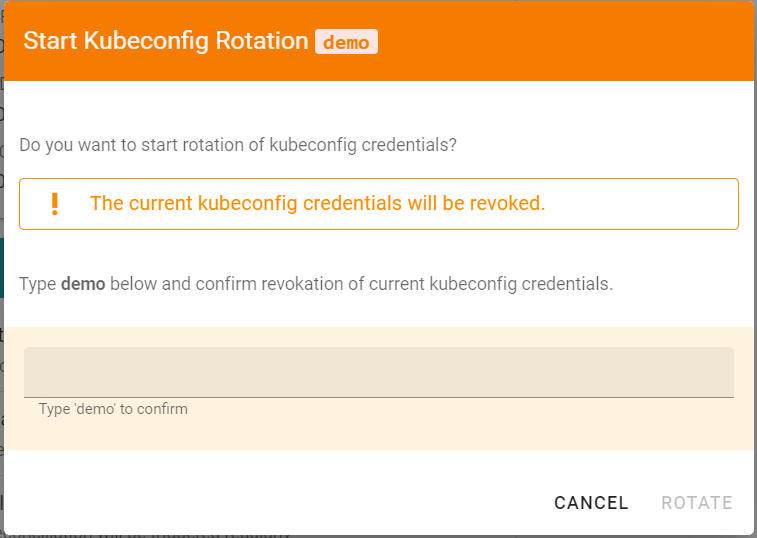 Start Kubeconfig Rotation demo
Do you want to start rotation of kubeconfig credentials?
! The current kubeconfig credentials will be revoked.
Type demo below and confirm revokation of current kubeconfig credentials.
Type 'demo' to confirm
CANCEL ROTATE